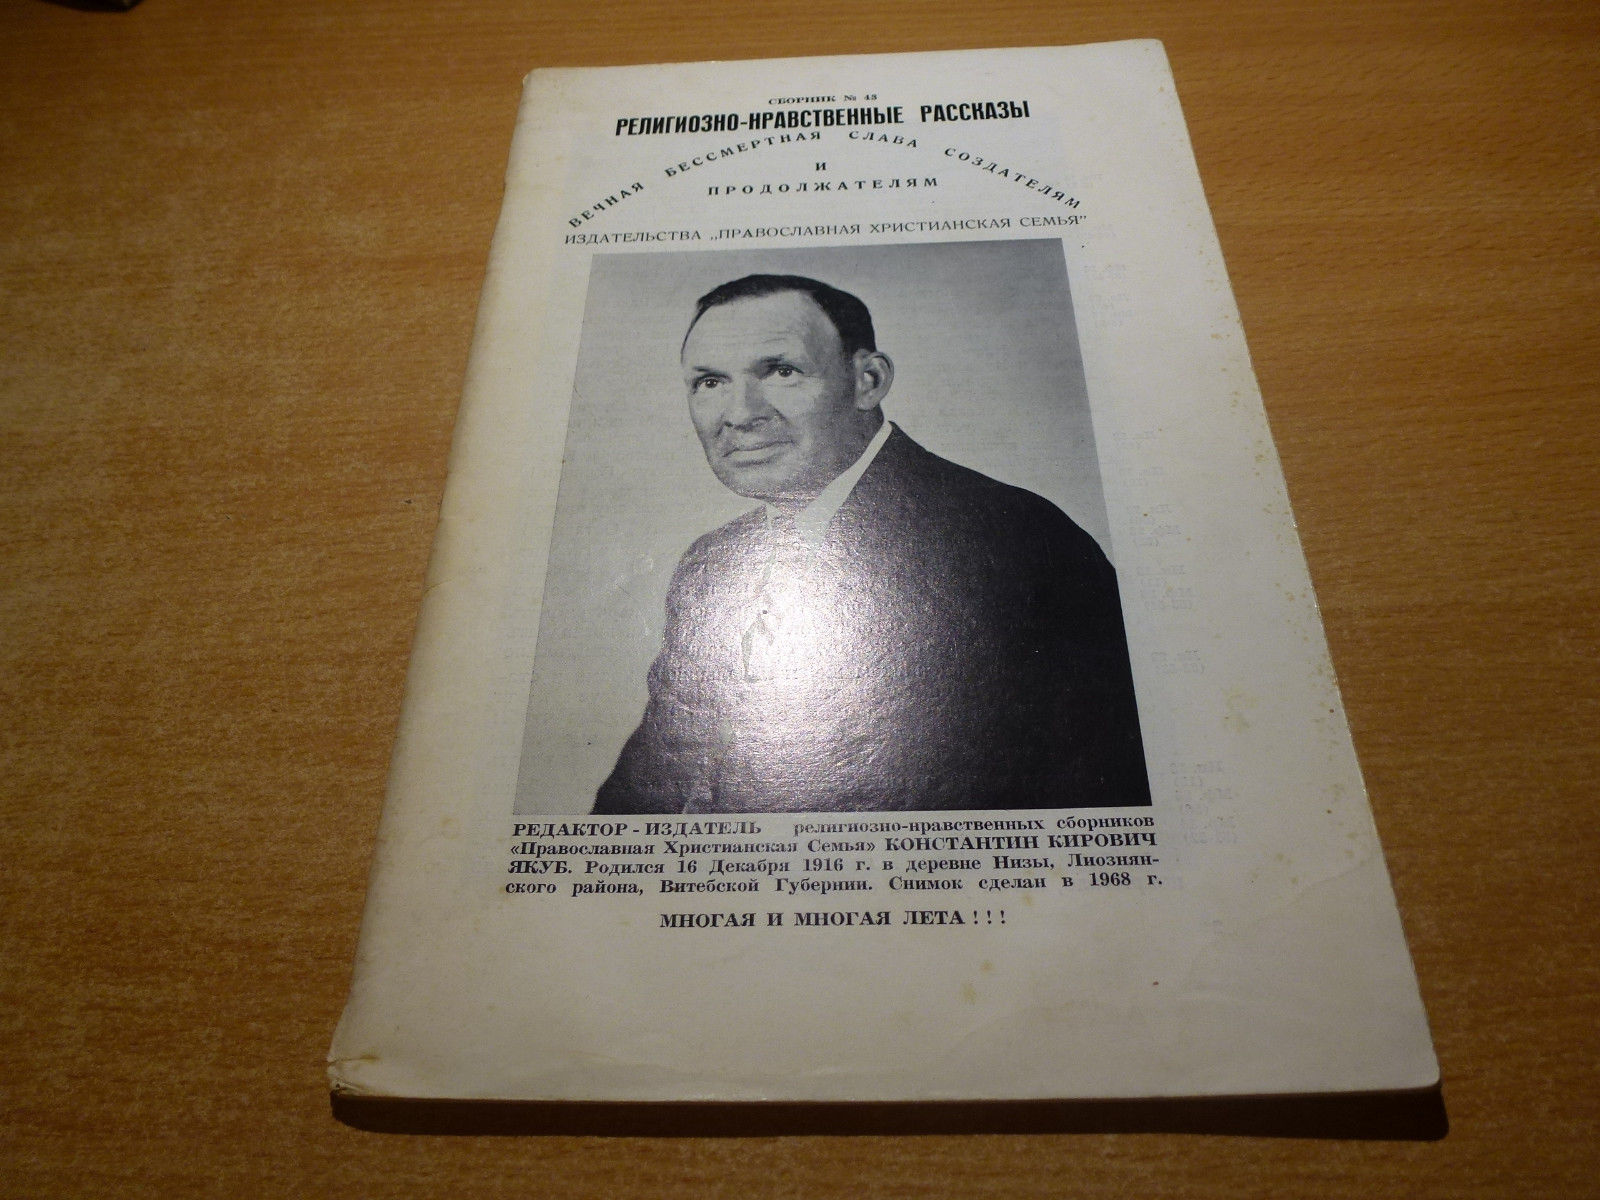 СБОРНИК № 43
РЕЛИГИОЗНО-НРАВСТВЕННЫЕ РАССКАЗЫ
ВЕЧНАЯ БЕССМЕРТНАЯ СЛАВА СОЗДАТЕЛЯМ
И
ПРОДОЛЖАТЕЛЯМ
ИЗДАТЕЛЬСТВА „ПРАВОСЛАВНАЯ ХРИСТИАНСКАЯ СЕМЬЯ"
РЕДАКТОР - ИЗДАТЕЛЬ религиозно-нравственных сборников
«Православная Христианская Семья» КОНСТАНТИН КИРОВИЧ
ЯКУБ. Родился 16 Декабря 1916 г. в деревне Низы, Лиознян-
ского района, Витебской Губернии. Снимок сделан в 1968 г.
МНОГАЯ И МНОГАЯ ЛЕТА ! ! !